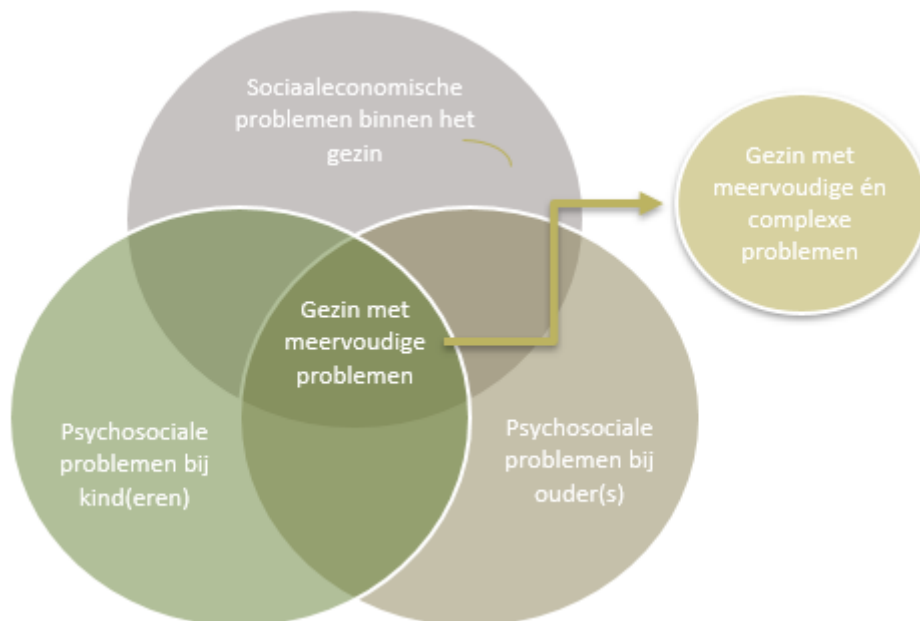 Sociaaleconomische
problemen binnen het
gezin
Gezin met
meervoudige én
complexe
problemen
Gezin met
meervoudige
problemen
Psychosociale
problemen bij
kind(eren)
Psychosociale
problemen bij
ouder(s)